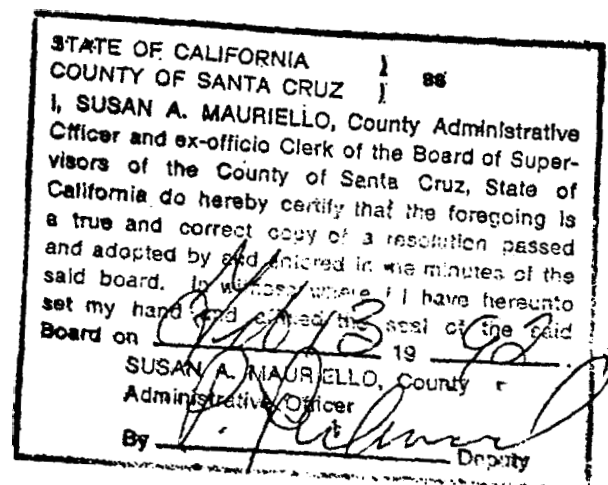 STATE OF CALIFORNIA ) ss
COUNTY OF SANTA CRUZ )
I, SUSAN A. MAURIELLO, County Administrative
Officer and ex-officio Clerk of the Board of Super-
visors of the County of Santa Cruz, State of
California do hereby certify that the foregoing is
a true and correct copy of a resolution passed
and adopted by and entered in the minutes of the
said board. In witness where I have hereunto
set my hand and affixed the seal of the said
Board on 13 19
SUSAN A. MAURIELLO, County
Administrative Officer
By Deputy